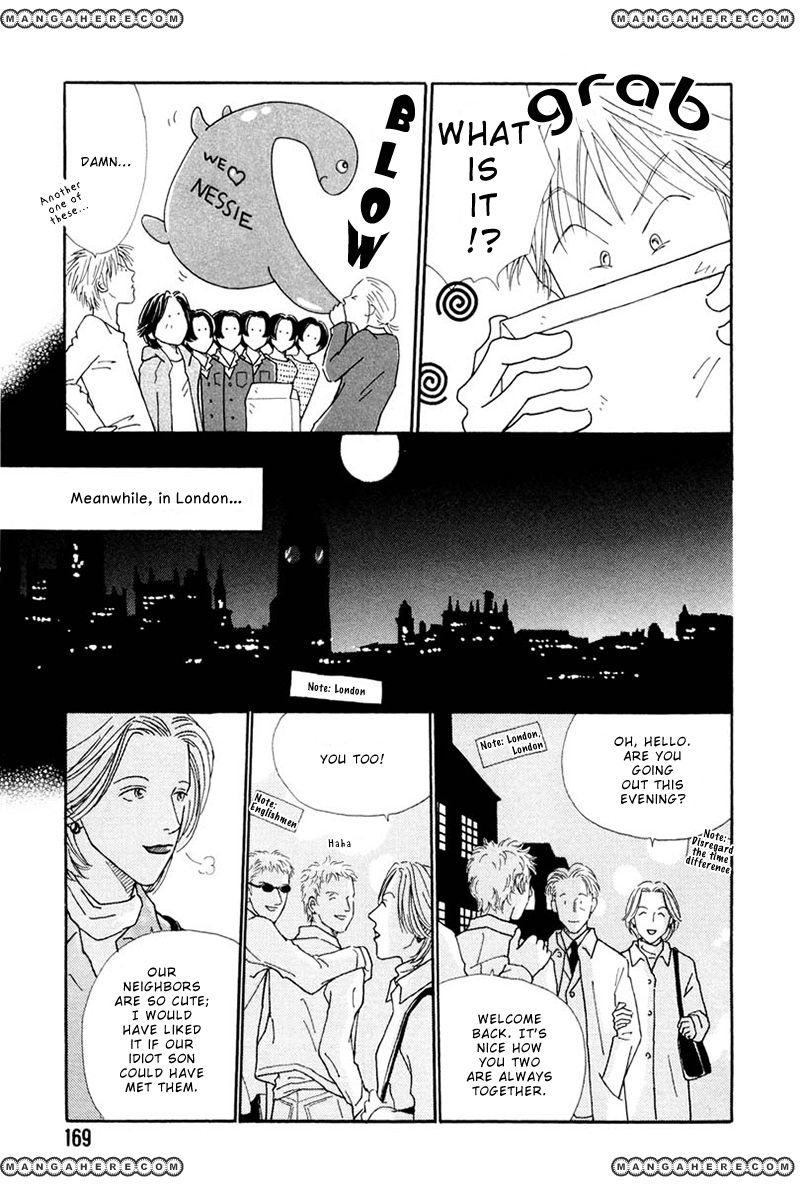 MANGAHERE.COM
MANGAHERE.COM
grab
WHAT
IS
IT
!?
BLOW
WE♡
NESSIE
DAMN...
Another
one of
these...
Meanwhile, in London...
Note: London
OH, HELLO.
ARE YOU
GOING
OUT THIS
EVENING?
Note: London,
London
Note:
Disregard
the time
difference
WELCOME
BACK. IT'S
NICE HOW
YOU TWO
ARE ALWAYS
TOGETHER.
YOU TOO!
Note:
Englishmen
Haha
OUR
NEIGHBORS
ARE SO CUTE;
I WOULD
HAVE LIKED
IT IF OUR
IDIOT SON
COULD HAVE
MET THEM.
169
MANGAHERE.COM
MANGAHERE.COM